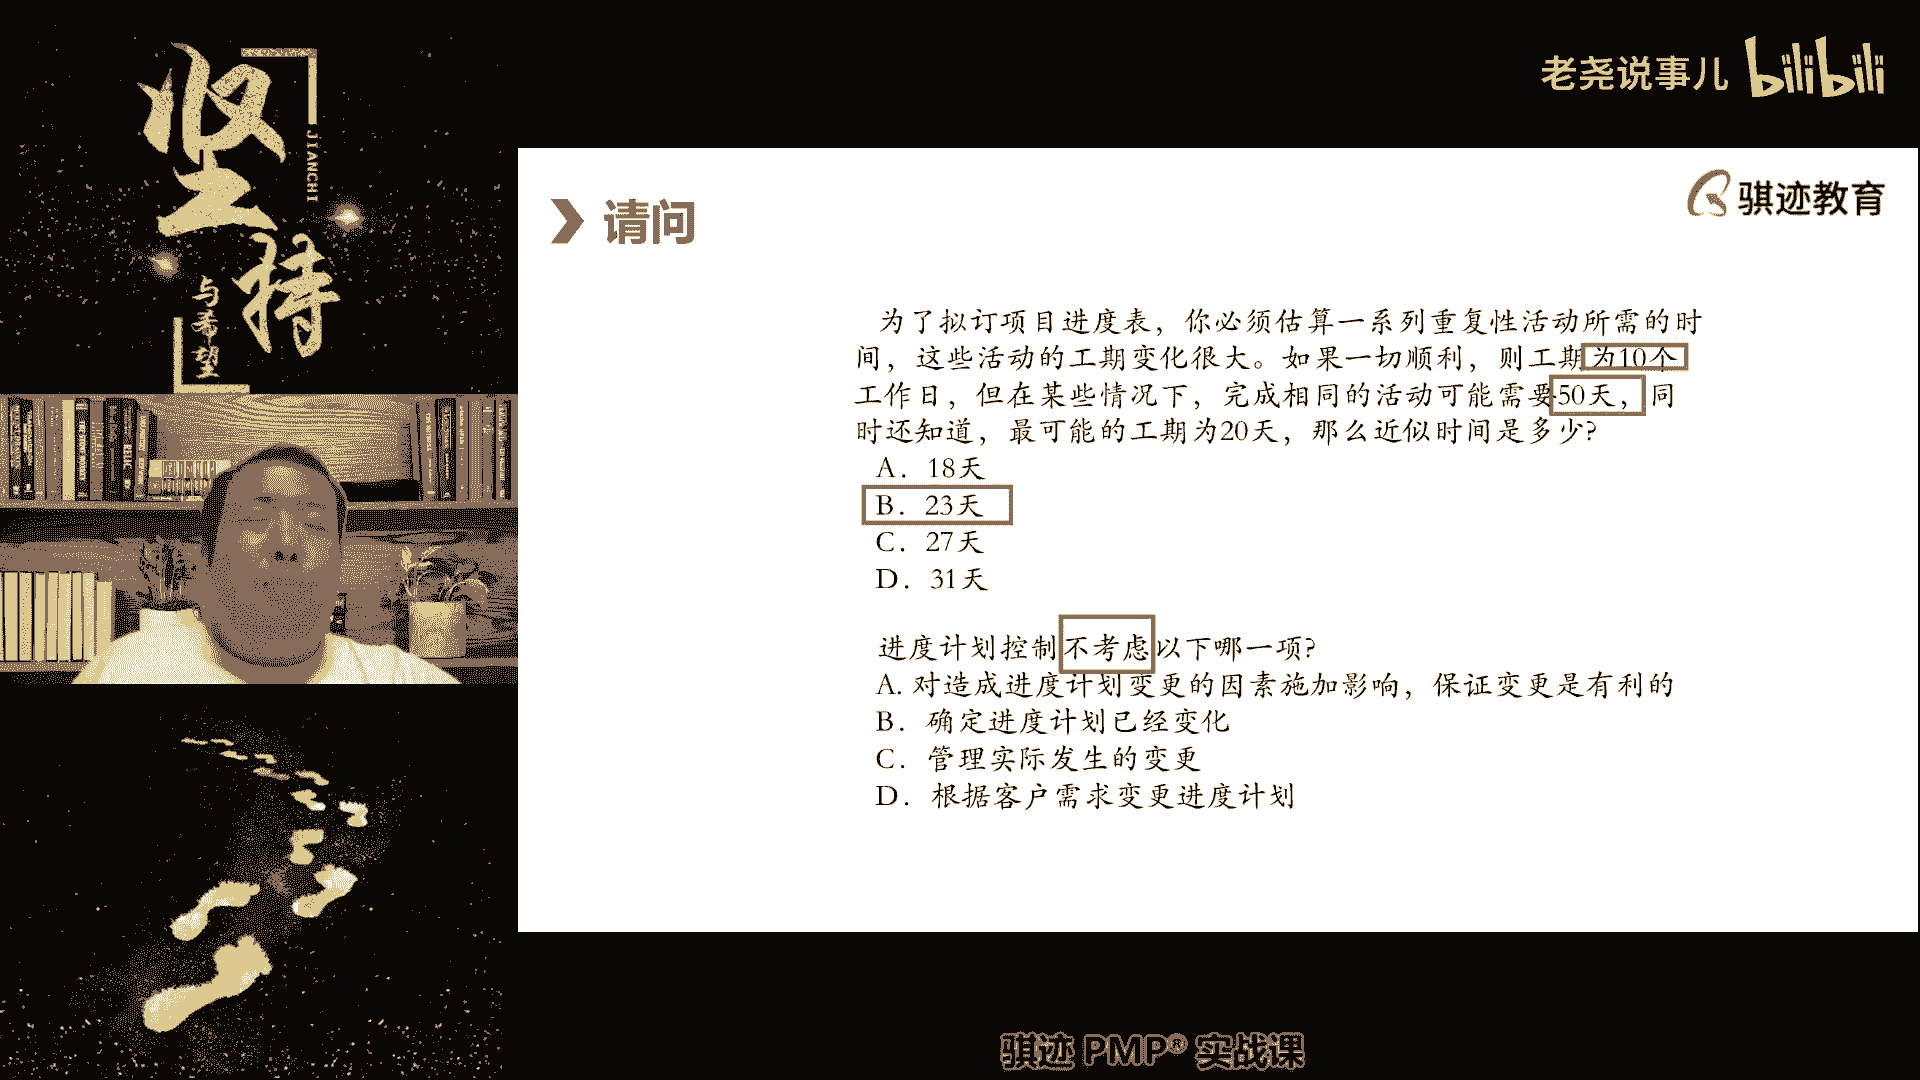 坚
持
JIANCHI
与希望
老尧说事儿 bilibili
骐迹教育
请问
为了拟订项目进度表，你必须估算一系列重复性活动所需的时
间，这些活动的工期变化很大。如果一切顺利，则工期为10个
工作日，但在某些情况下，完成相同的活动可能需要50天，同
时还知道，最可能的工期为20天，那么近似时间是多少?
A．18天
B．23天
C．27天
D．31天
进度计划控制不考虑以下哪一项?
A. 对造成进度计划变更的因素施加影响，保证变更是有利的
B．确定进度计划已经变化
C．管理实际发生的变更
D．根据客户需求变更进度计划
骐迹 PMP® 实战课